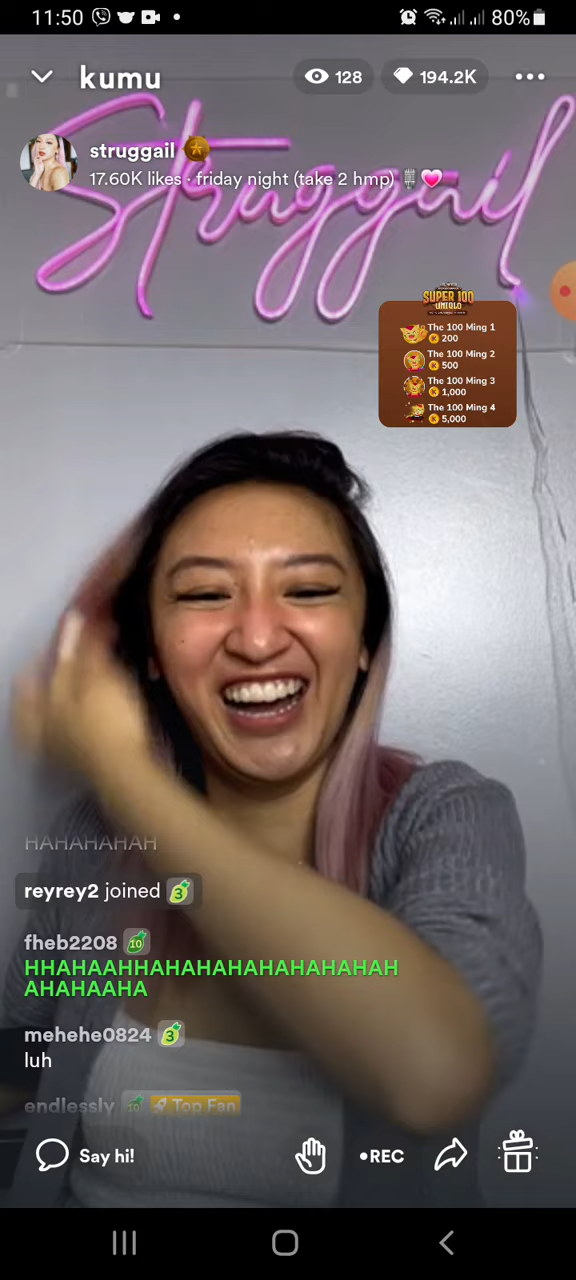 11:50
80%
kumu
128
194.2K
Struggail
struggail
17.60K likes · friday night (take 2 hmp)
SUPER 100
UNGOLO
The 100 Ming 1
200
The 100 Ming 2
500
The 100 Ming 3
1,000
The 100 Ming 4
5,000
HAHAHAHAH
reyrey2 joined 3
fheb2208 10
HHAHAAHHAHAHAHAHAHAHAHAH
AHAHAAHA
mehehe0824 3
luh
endlessly 10 Top Fan
Say hi!
•REC